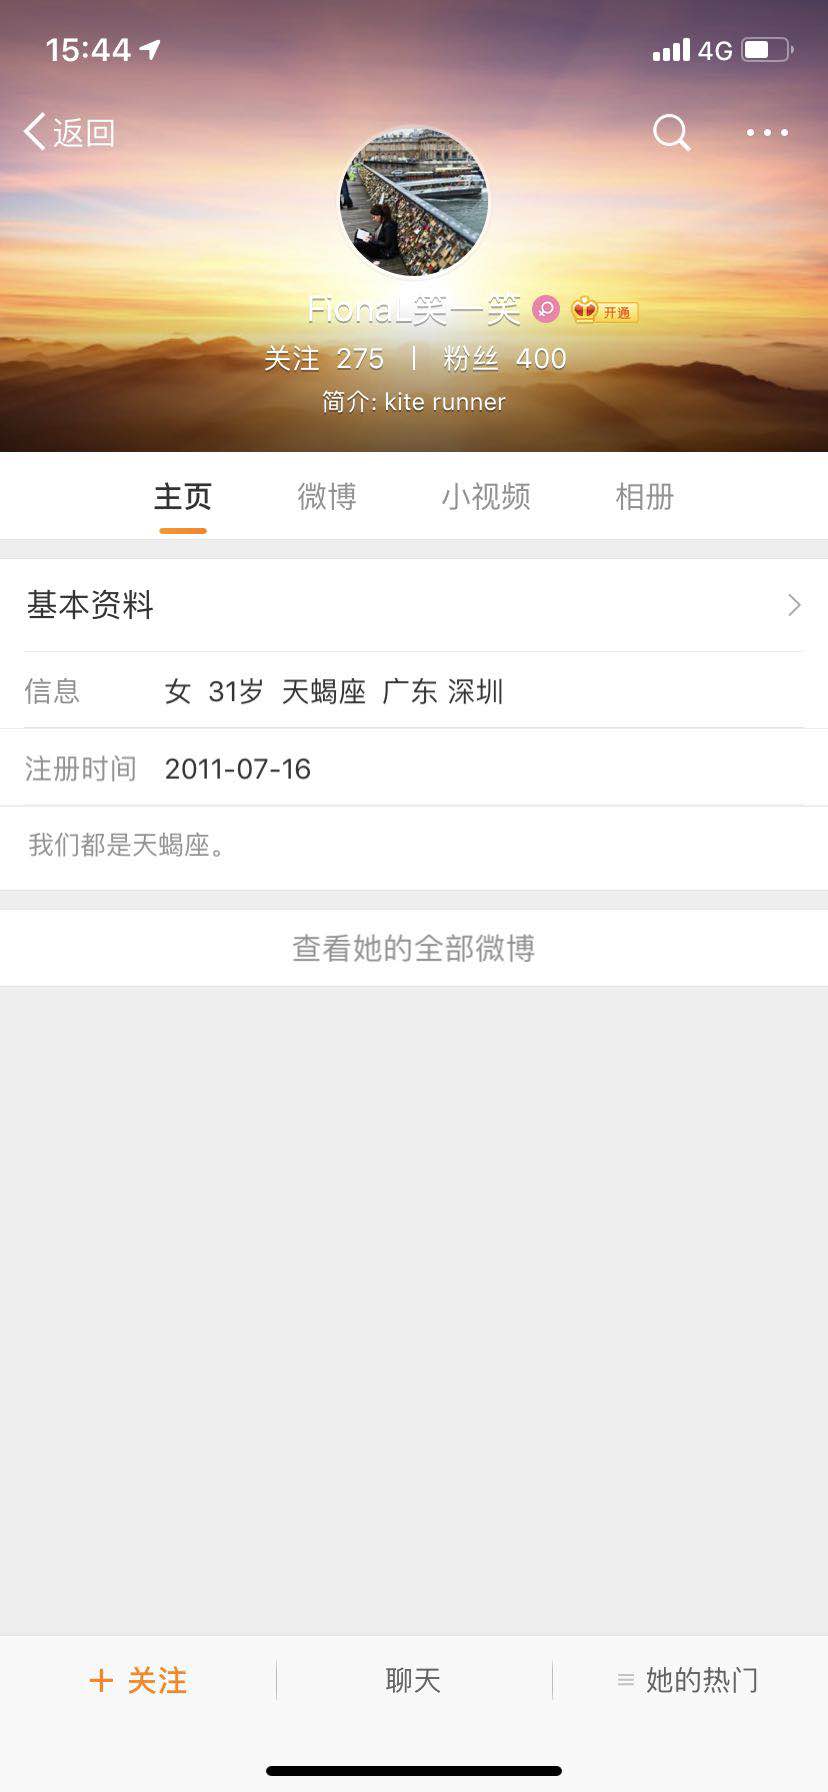 15:44 4G
返回
FionaL笑一笑 开通
关注 275 | 粉丝 400
简介: kite runner
主页 微博 小视频 相册
基本资料
信息 女 31岁 天蝎座 广东 深圳
注册时间 2011-07-16
我们都是天蝎座。
查看她的全部微博
+ 关注 聊天 她的热门